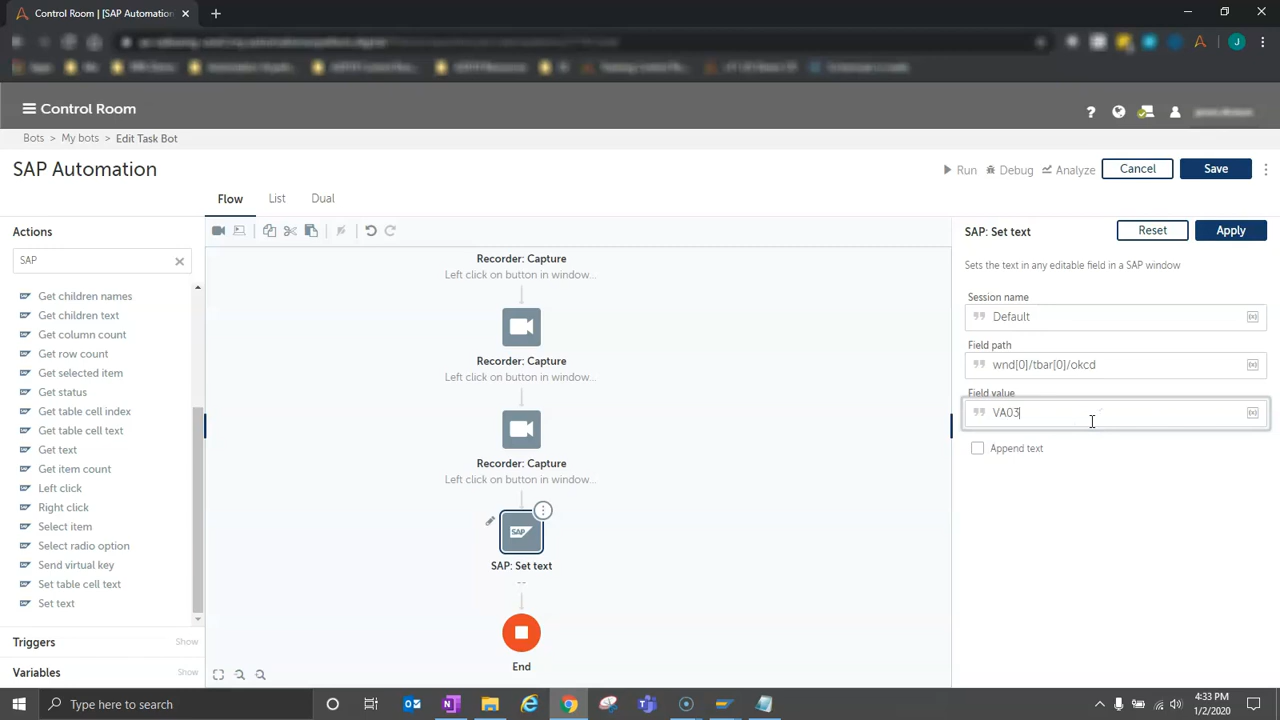 Control Room | [SAP Automation
Control Room
Bots > My bots > Edit Task Bot
SAP Automation
Run Debug Analyze Cancel Save
Flow List Dual
Actions
SAP
Get children names
Get children text
Get column count
Get row count
Get selected item
Get status
Get table cell index
Get table cell text
Get text
Get item count
Left click
Right click
Select item
Select radio option
Send virtual key
Set table cell text
Set text
Triggers Show
Variables Show
Recorder: Capture
Left click on button in window...
Recorder: Capture
Left click on button in window...
Recorder: Capture
Left click on button in window...
SAP
SAP: Set text
--
End
SAP: Set text Reset Apply
Sets the text in any editable field in a SAP window
Session name
Default
Field path
wnd[0]/tbar[0]/okcd
Field value
VA03
Append text
Type here to search
4:33 PM
1/2/2020